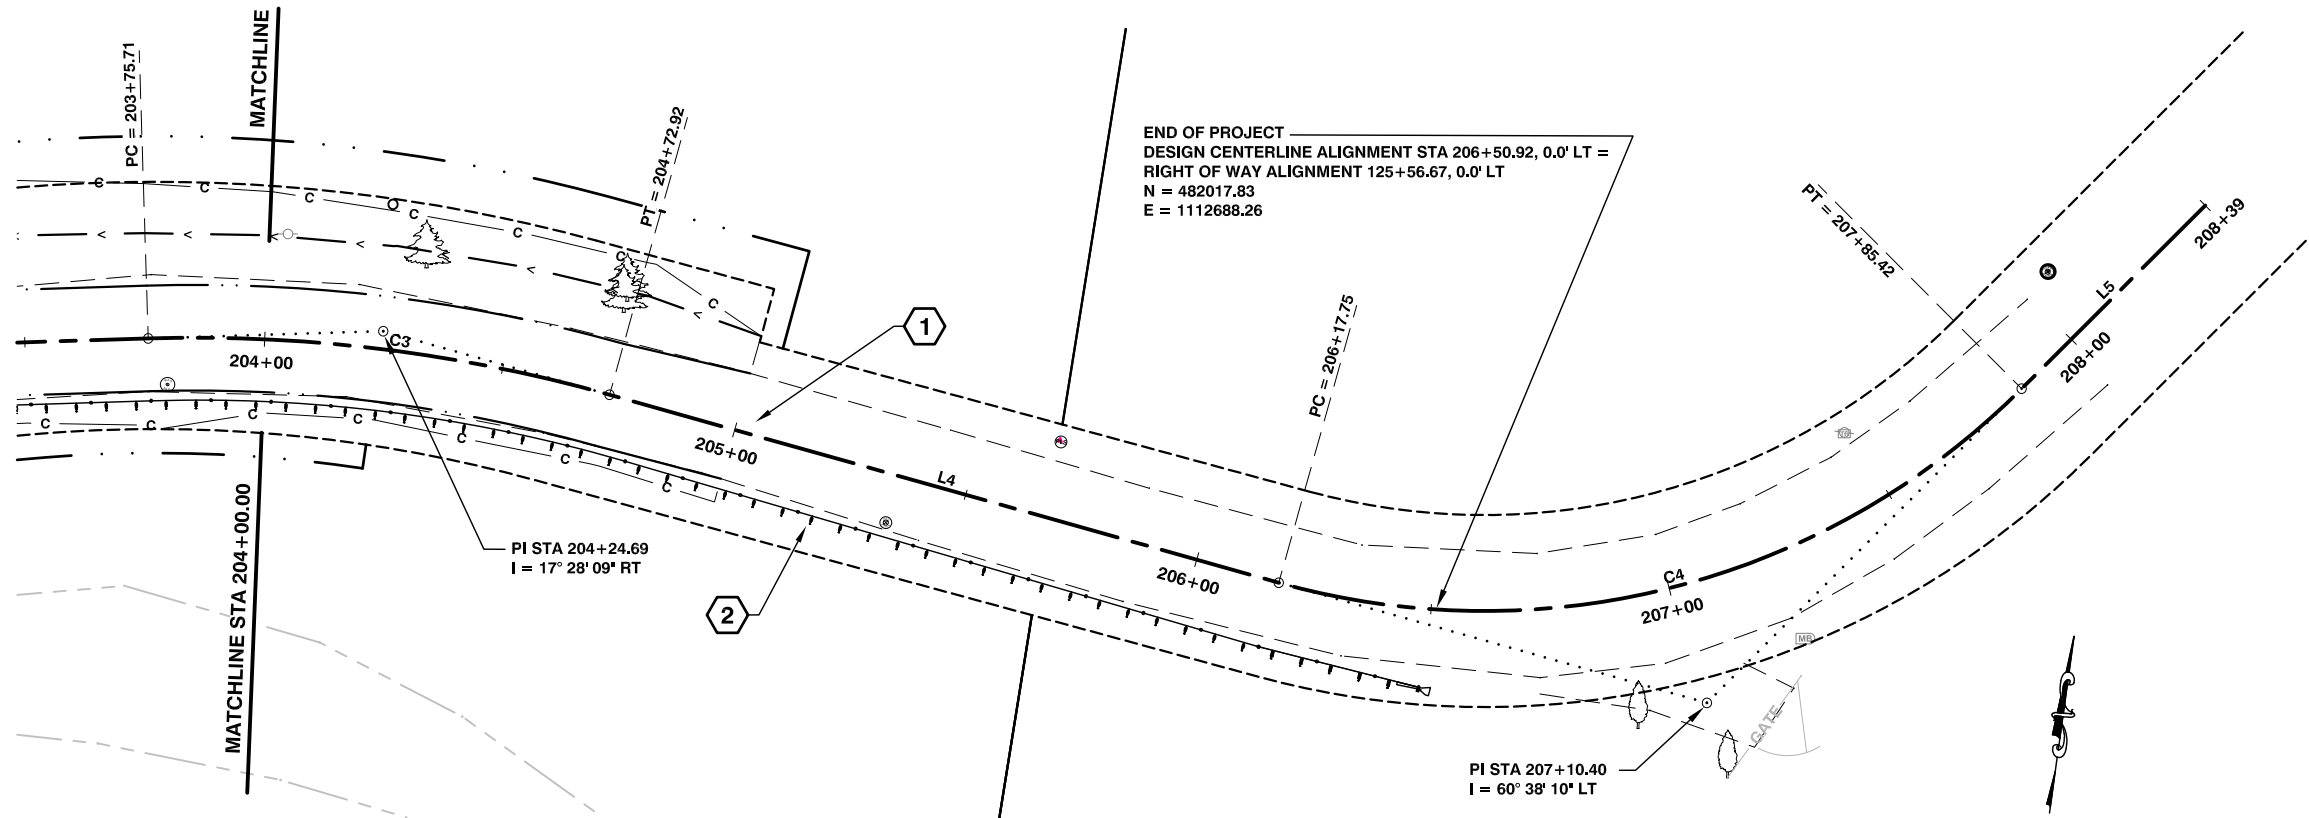 MATCHLINE
PC = 203+75.71
PT = 204+72.92
END OF PROJECT
DESIGN CENTERLINE ALIGNMENT STA 206+50.92, 0.0' LT =
RIGHT OF WAY ALIGNMENT 125+56.67, 0.0' LT
N = 482017.83
E = 1112688.26
PT = 207+85.42
208+39
L5
208+00
PC = 206+17.75
1
C C C C C C C
C3
204+00
205+00
L4
206+00
C4
207+00
C C C C C C C
MATCHLINE STA 204+00.00
PI STA 204+24.69
I = 17° 28' 09" RT
2
MB
GATE
PI STA 207+10.40
I = 60° 38' 10" LT